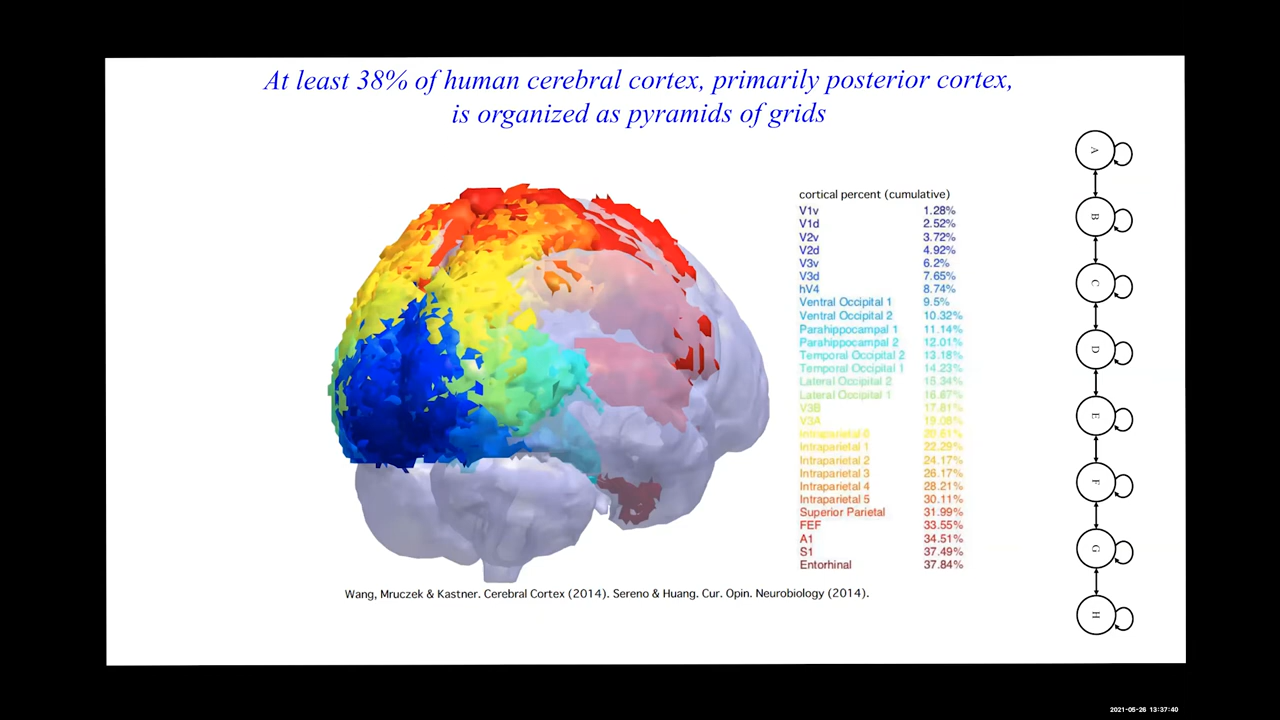 At least 38% of human cerebral cortex, primarily posterior cortex,
is organized as pyramids of grids
cortical percent (cumulative)
V1v 1.28%
V1d 2.52%
V2v 3.72%
V2d 4.92%
V3v 6.2%
V3d 7.65%
hV4 8.74%
Ventral Occipital 1 9.5%
Ventral Occipital 2 10.32%
Parahippocampal 1 11.14%
Parahippocampal 2 12.01%
Temporal Occipital 2 13.18%
Temporal Occipital 1 14.23%
Lateral Occipital 2 15.34%
Lateral Occipital 1 16.67%
V3B 17.81%
V3A 19.06%
Intraparietal 0 20.61%
Intraparietal 1 22.29%
Intraparietal 2 24.17%
Intraparietal 3 26.17%
Intraparietal 4 28.21%
Intraparietal 5 30.11%
Superior Parietal 31.99%
FEF 33.55%
A1 34.51%
S1 37.49%
Entorhinal 37.84%
A
B
C
D
E
F
G
H
Wang, Mruczek & Kastner. Cerebral Cortex (2014). Sereno & Huang. Cur. Opin. Neurobiology (2014).
2021-05-26 13:37:40